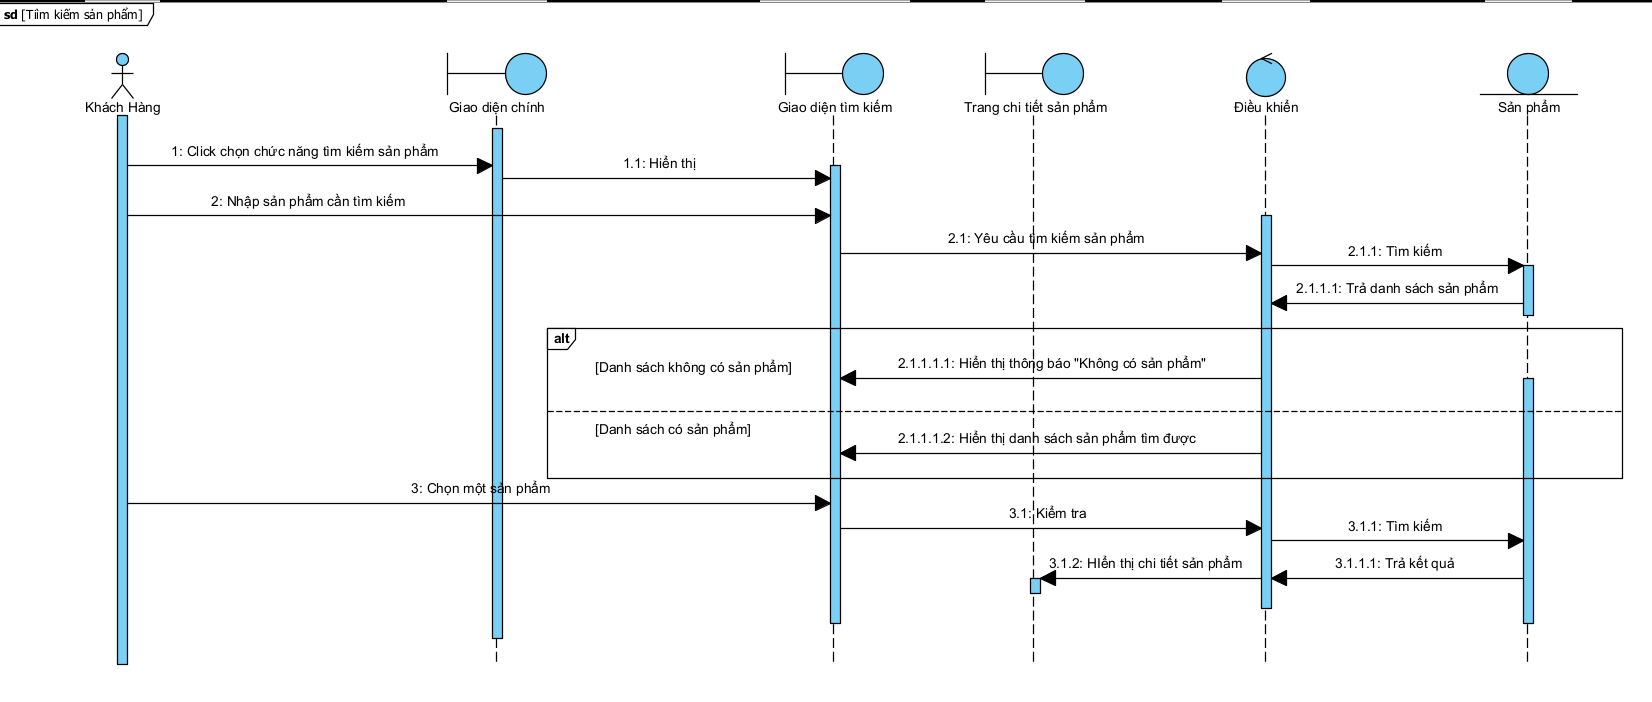 sd [Tìm kiếm sản phẩm]
Khách Hàng
Giao diện chính
Giao diện tìm kiếm
Trang chi tiết sản phẩm
Điều khiển
Sản phẩm
1: Click chọn chức năng tìm kiếm sản phẩm
1.1: Hiển thị
2: Nhập sản phẩm cần tìm kiếm
2.1: Yêu cầu tìm kiếm sản phẩm
2.1.1: Tìm kiếm
2.1.1.1: Trả danh sách sản phẩm
alt
[Danh sách không có sản phẩm]
2.1.1.1.1: Hiển thị thông báo "Không có sản phẩm"
[Danh sách có sản phẩm]
2.1.1.1.2: Hiển thị danh sách sản phẩm tìm được
3: Chọn một sản phẩm
3.1: Kiểm tra
3.1.1: Tìm kiếm
3.1.2: HIển thị chi tiết sản phẩm
3.1.1.1: Trả kết quả